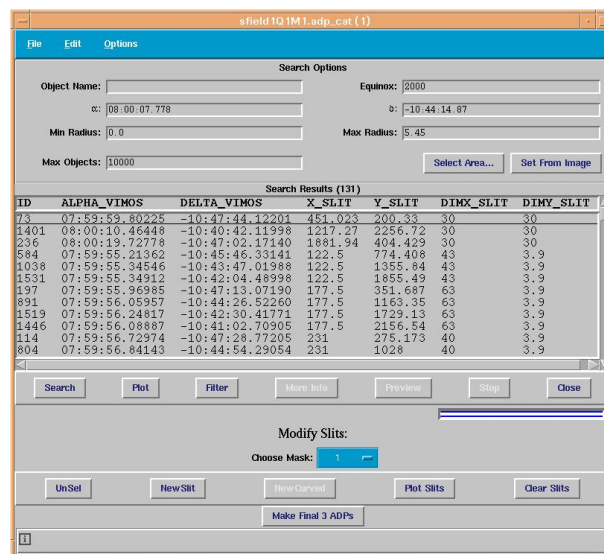 sfield1Q1M1.adp_cat (1)
File Edit Options
Search Options
Object Name: Equinox: 2000
α: 08:00:07.778 δ: -10:44:14.87
Min Radius: 0.0 Max Radius: 5.45
Max Objects: 10000 Select Area... Set From Image
Search Results (131)
ID ALPHA_VIMOS DELTA_VIMOS X_SLIT Y_SLIT DIMX_SLIT DIMY_SLIT
73 07:59:59.80225 -10:47:44.12201 451.023 200.33 30 30
1401 08:00:10.46448 -10:40:42.11998 1217.27 2256.72 30 30
236 08:00:19.72778 -10:47:02.17140 1881.94 404.429 30 30
584 07:59:55.21362 -10:45:46.33141 122.5 774.408 43 3.9
1038 07:59:55.34546 -10:43:47.01988 122.5 1355.84 43 3.9
1531 07:59:55.34912 -10:42:04.48998 122.5 1855.49 43 3.9
197 07:59:55.96985 -10:47:13.07190 177.5 351.687 63 3.9
891 07:59:56.05957 -10:44:26.52260 177.5 1163.35 63 3.9
1519 07:59:56.24817 -10:42:30.41771 177.5 1729.13 63 3.9
1446 07:59:56.08887 -10:41:02.70905 177.5 2156.54 63 3.9
114 07:59:56.72974 -10:47:28.77205 231 275.173 40 3.9
804 07:59:56.84143 -10:44:54.29054 231 1028 40 3.9
Search Plot Filter More Info Preview Stop Close
Modify Slits:
Choose Mask: 1
UnSel NewSlit NewCurved Plot Slits Clear Slits
Make Final 3 ADPs